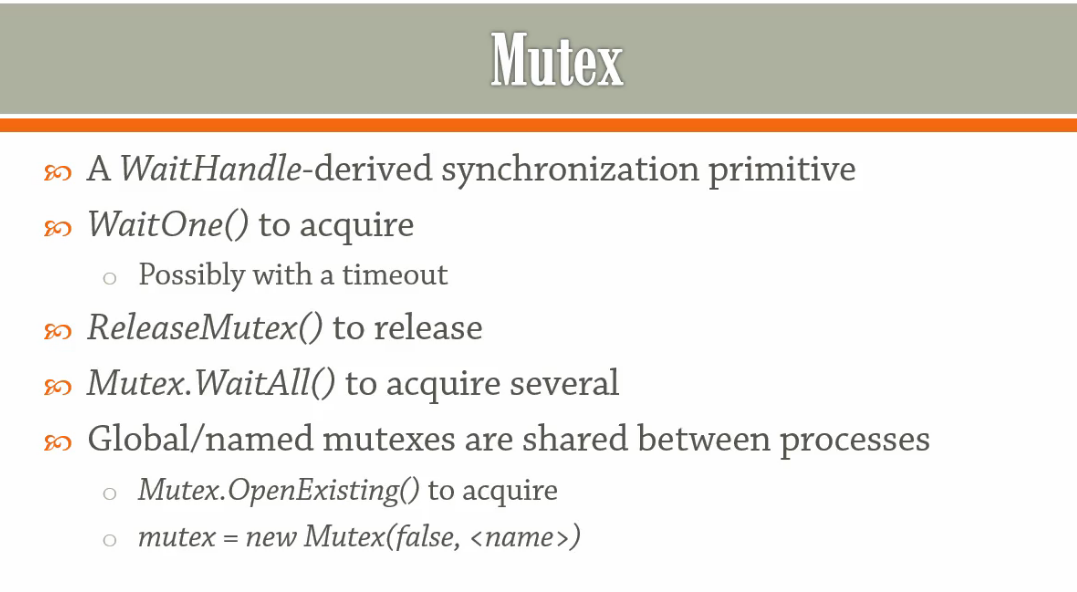 Mutex
A WaitHandle-derived synchronization primitive
WaitOne() to acquire
Possibly with a timeout
ReleaseMutex() to release
Mutex.WaitAll() to acquire several
Global/named mutexes are shared between processes
Mutex.OpenExisting() to acquire
mutex = new Mutex(false, <name>)